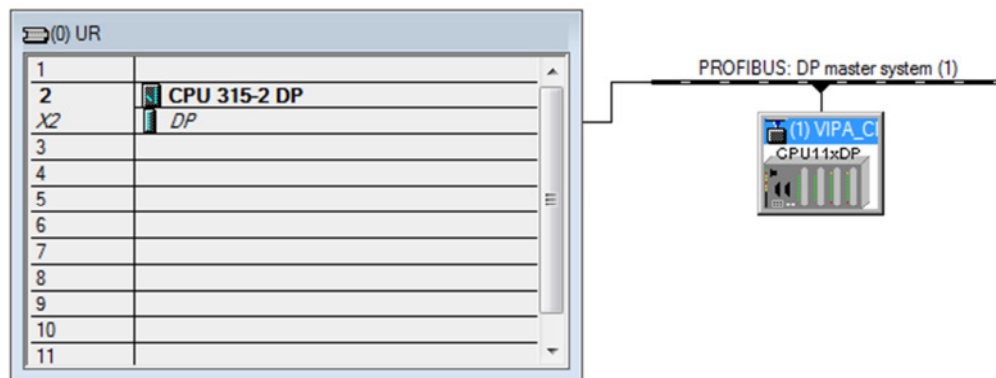 (0) UR
1
2 CPU 315-2 DP
X2 DP
3
4
5
6
7
8
9
10
11
PROFIBUS: DP master system (1)
(1) VIPA_CI
CPU11xDP